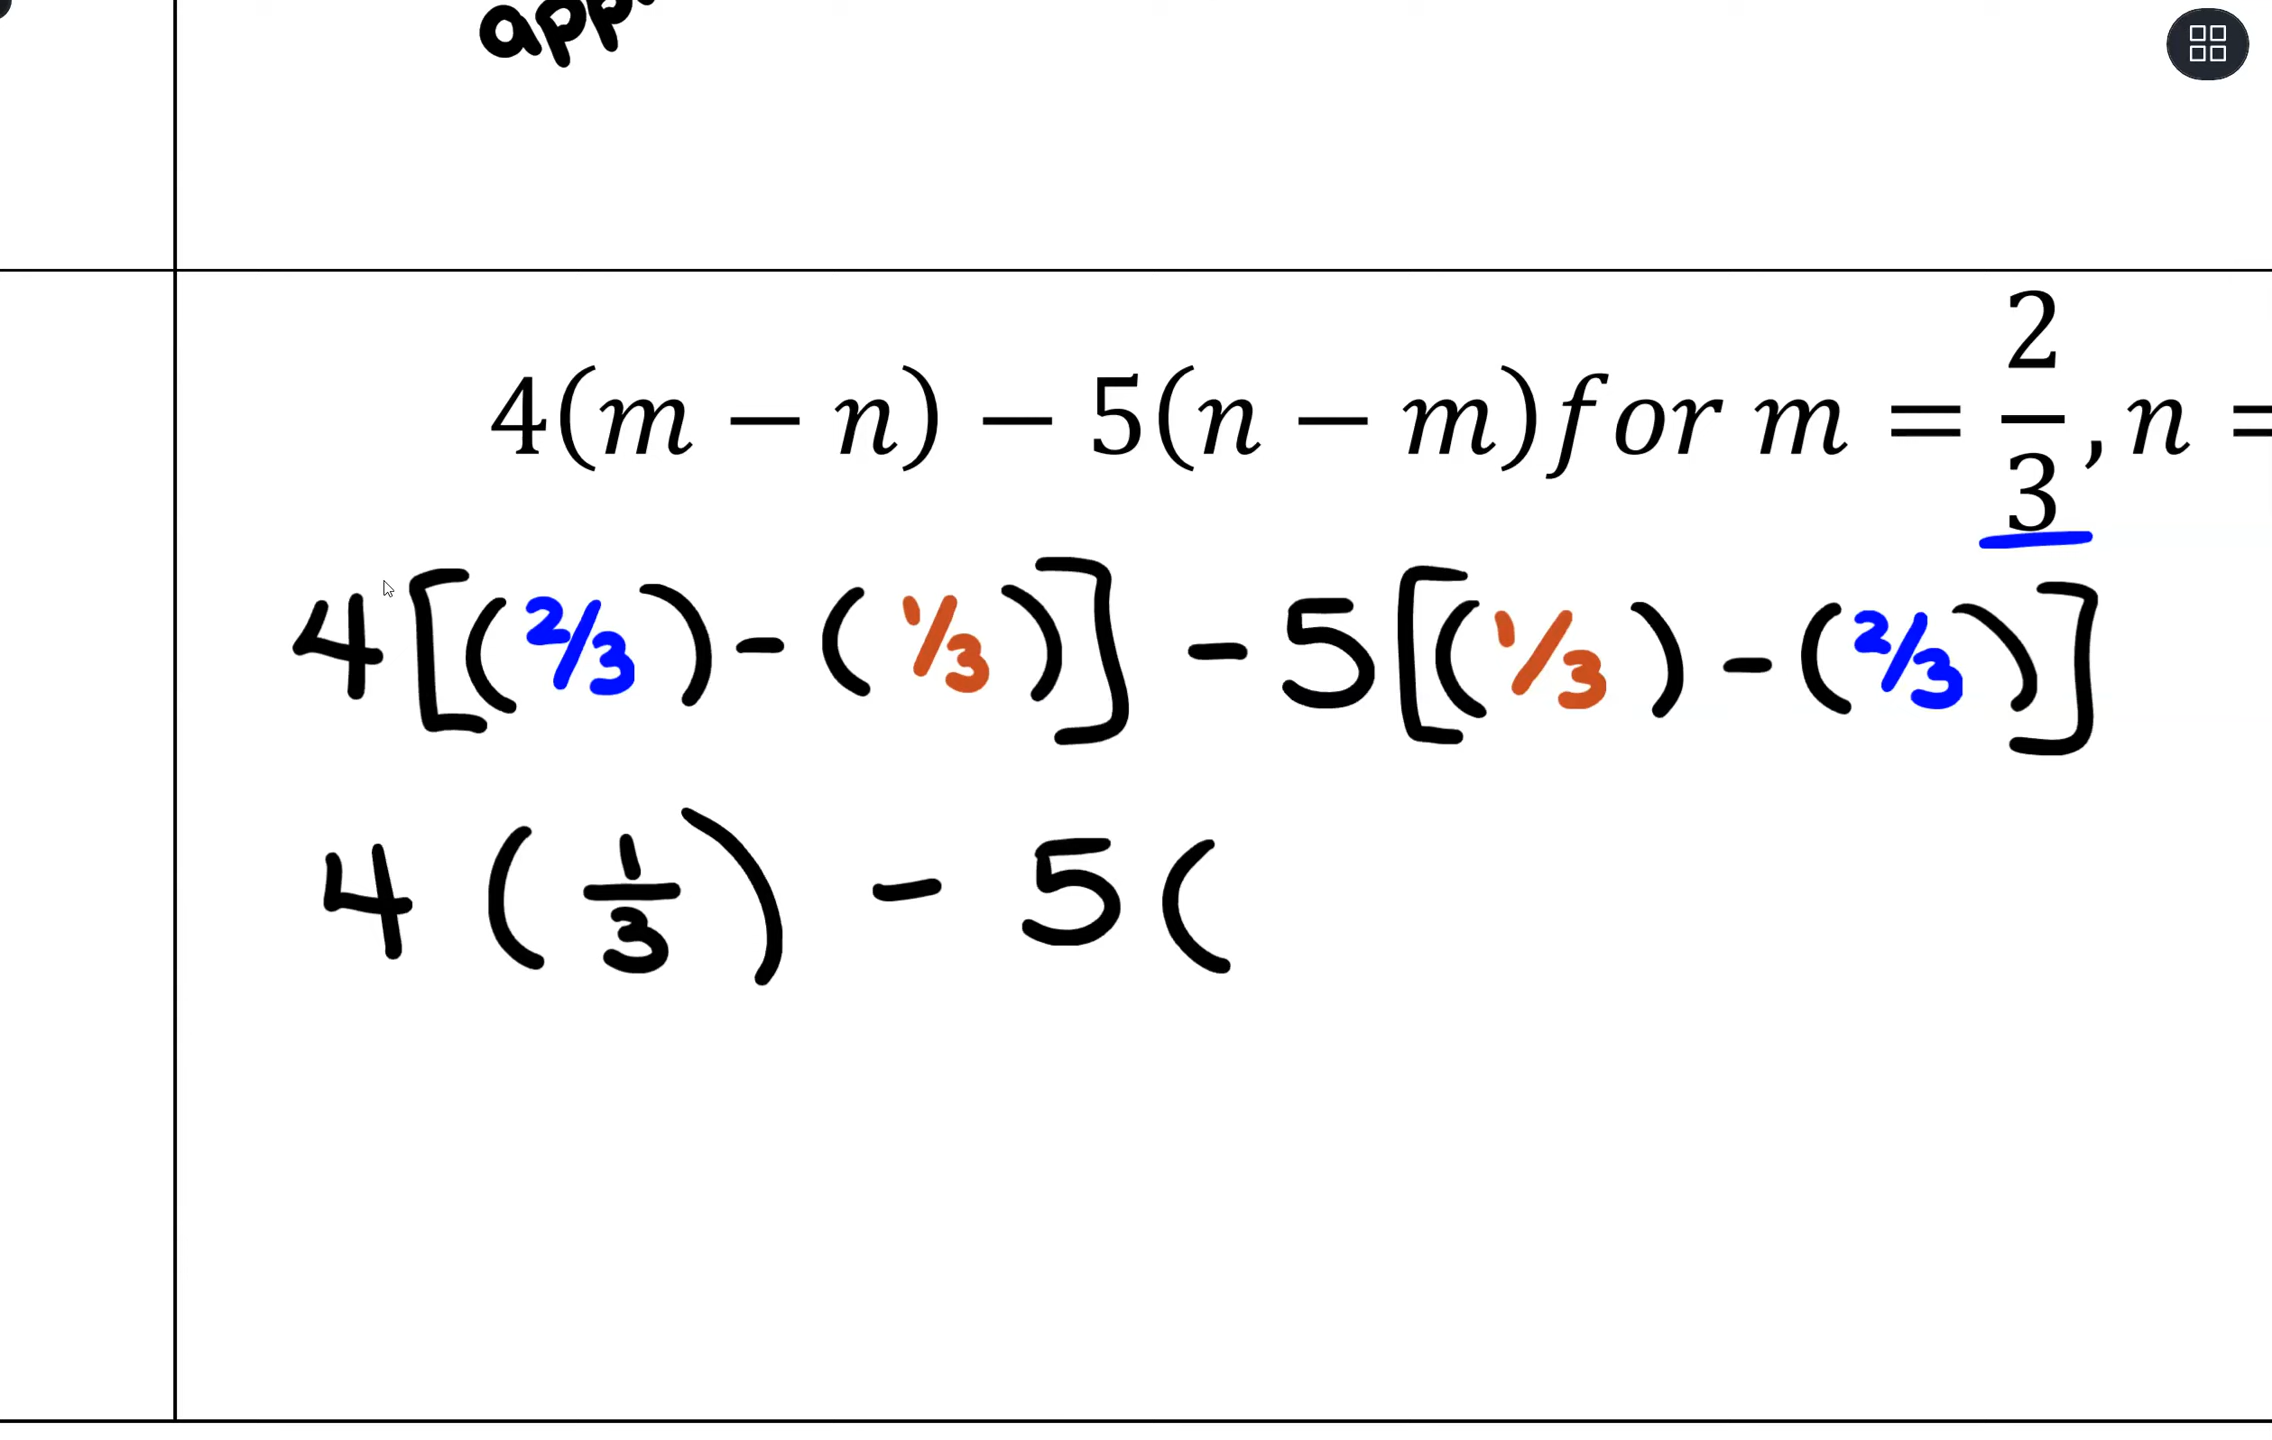 4(m − n) − 5(n − m)for m = 2/3, n =
4[(2/3) - (1/3)] - 5[(1/3) - (2/3)]
4 (1/3) - 5 (